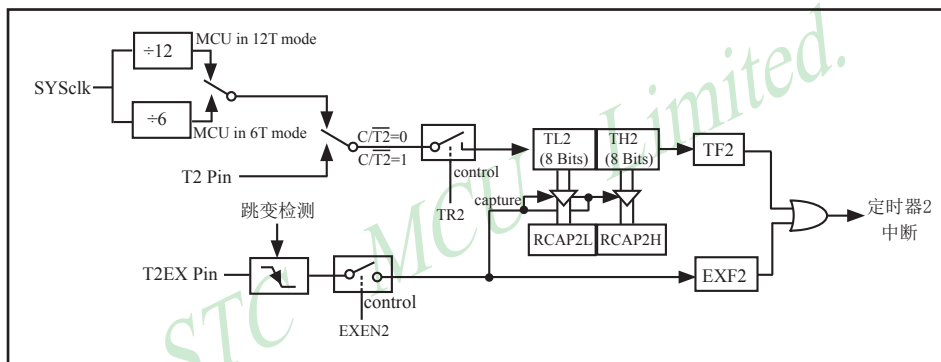 ÷12
MCU in 12T mode
SYSclk
÷6
MCU in 6T mode
C/T2=0
C/T2=1
T2 Pin
control
TR2
TL2
(8 Bits)
TH2
(8 Bits)
TF2
capture
RCAP2L
RCAP2H
定时器2
中断
跳变检测
T2EX Pin
control
EXEN2
EXF2
STC MCU Limited.